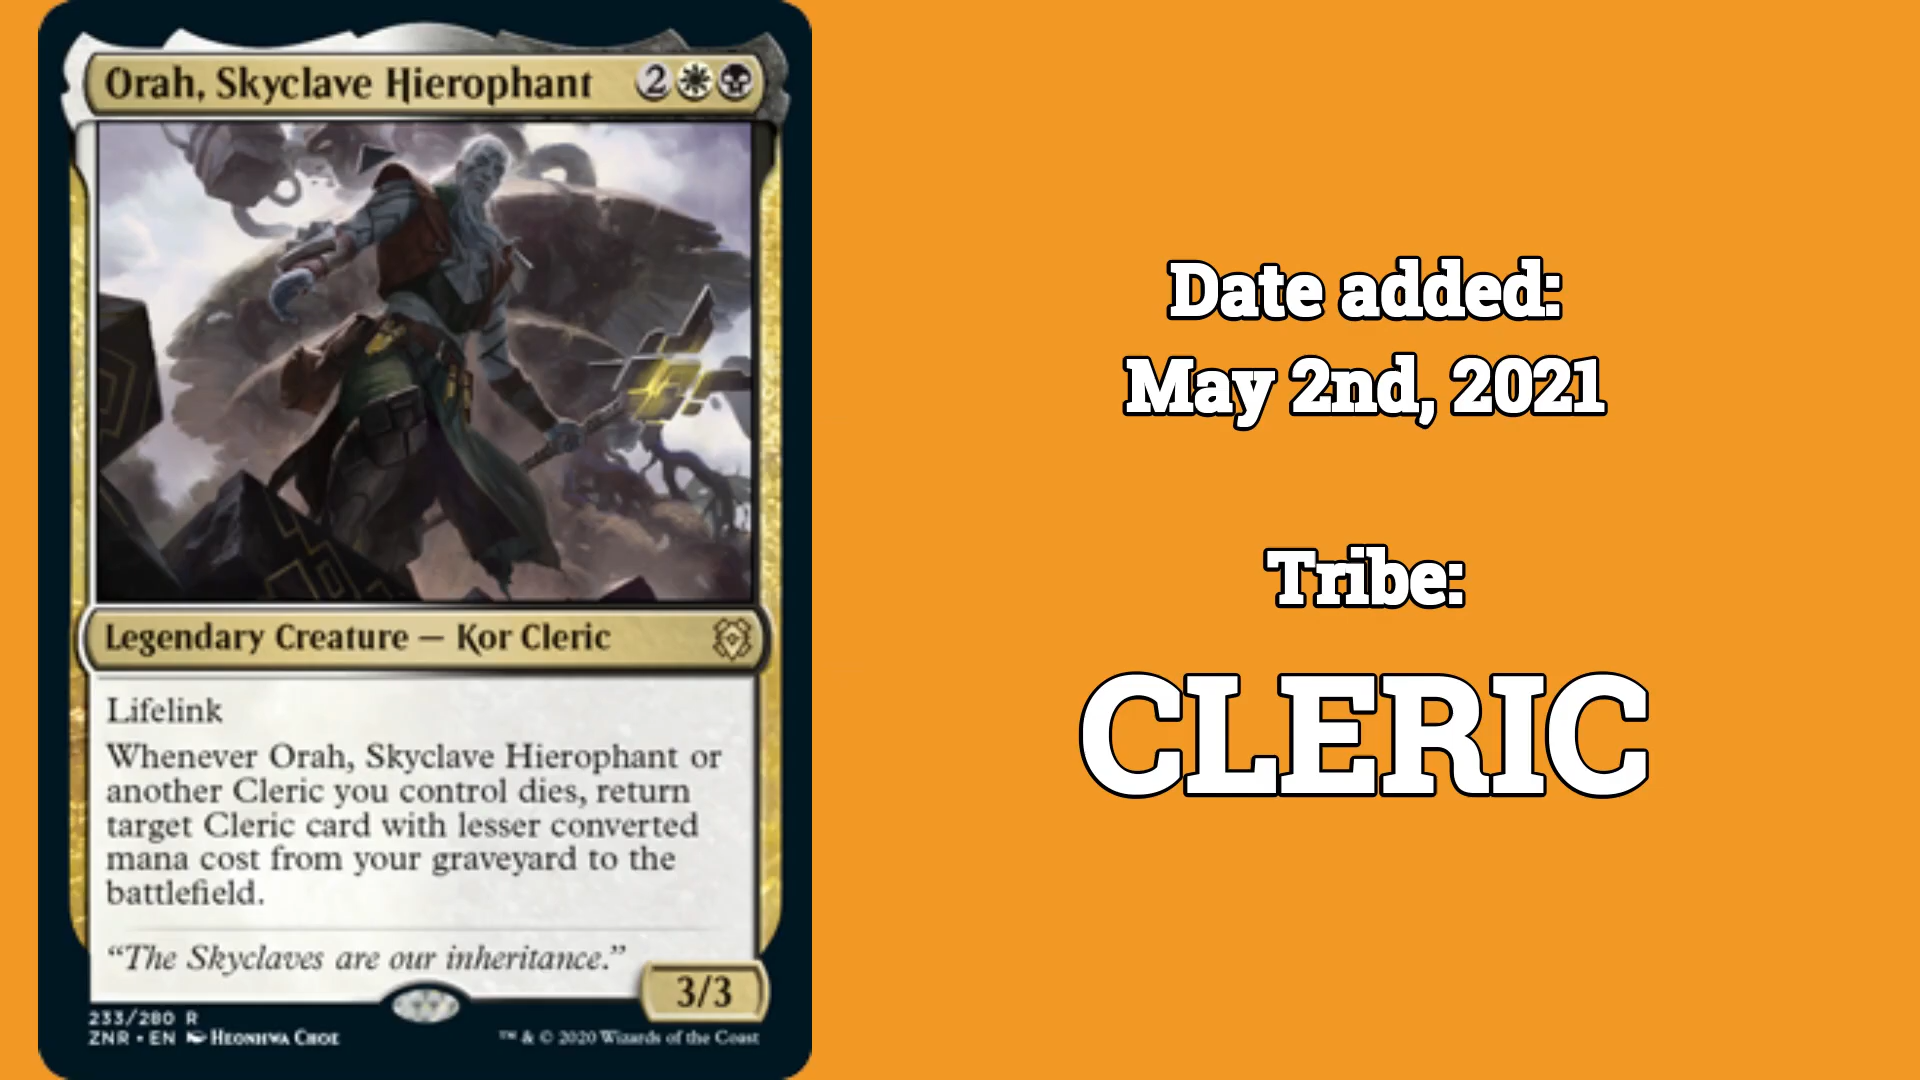 Orah, Skyclave Hierophant 2
Legendary Creature — Kor Cleric
Lifelink
Whenever Orah, Skyclave Hierophant or
another Cleric you control dies, return
target Cleric card with lesser converted
mana cost from your graveyard to the
battlefield.
“The Skyclaves are our inheritance.”
3/3
233/280 R
ZNR • EN Heonhwa Choe
™ & © 2020 Wizards of the Coast
Date added:
May 2nd, 2021
Tribe:
CLERIC